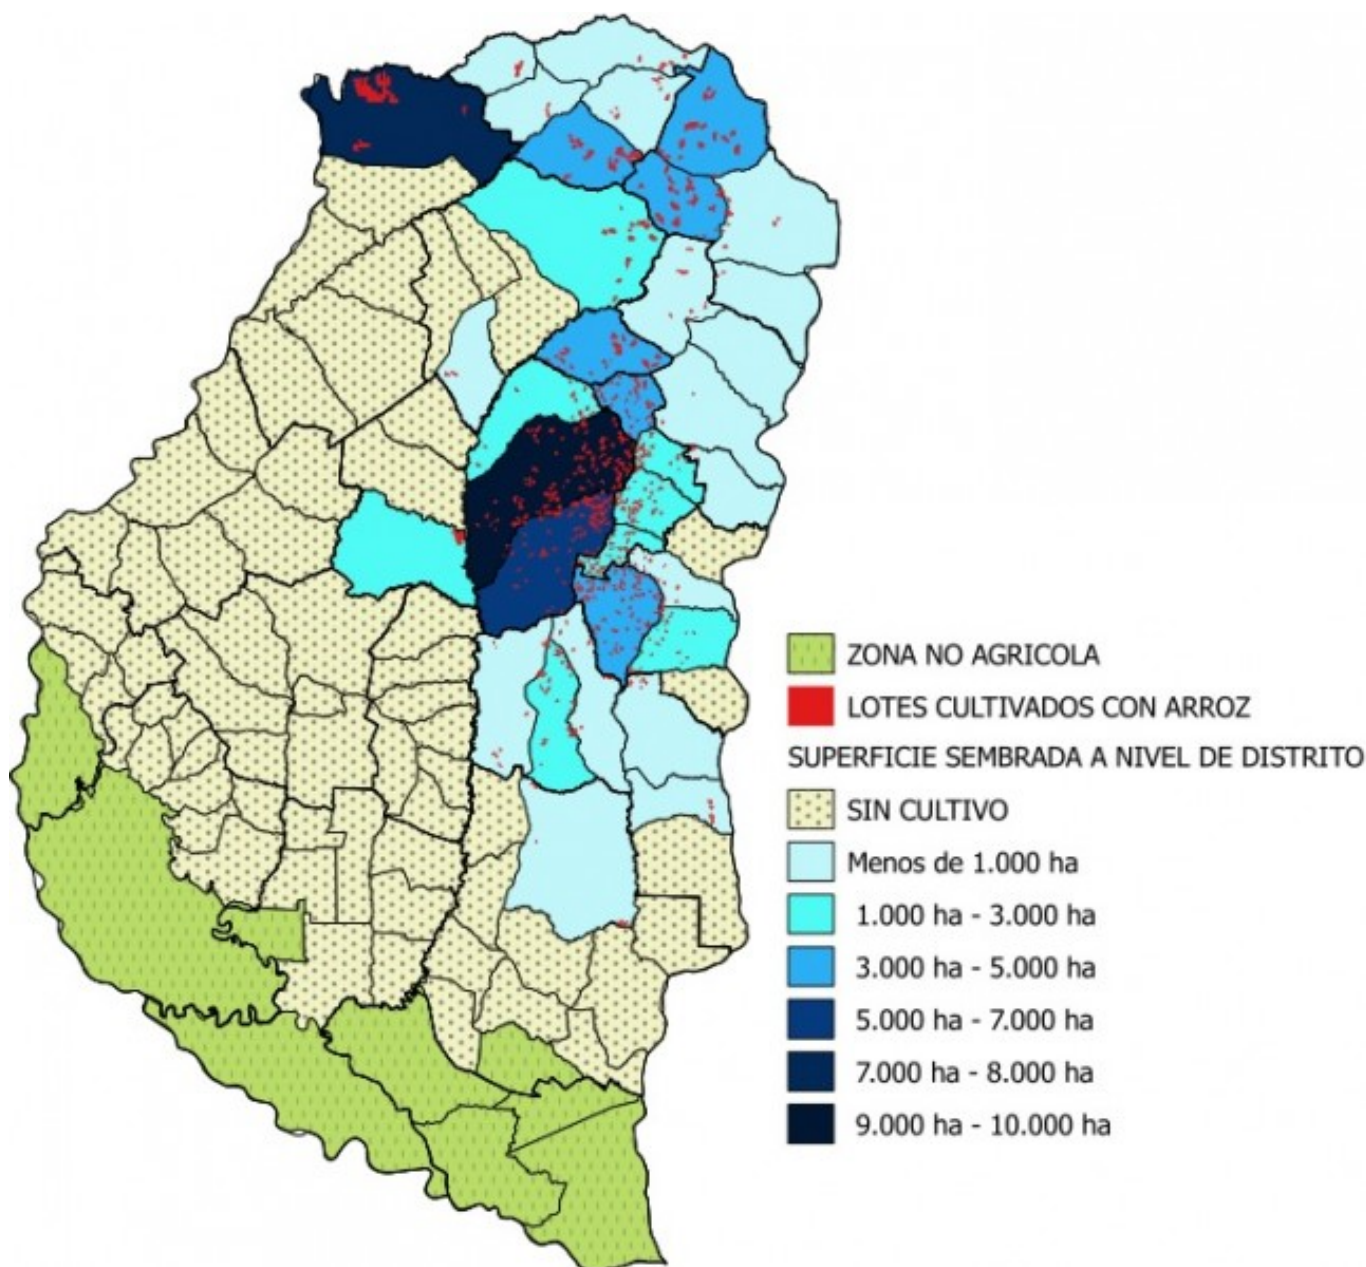 ZONA NO AGRICOLA
LOTES CULTIVADOS CON ARROZ
SUPERFICIE SEMBRADA A NIVEL DE DISTRITO
SIN CULTIVO
Menos de 1.000 ha
1.000 ha - 3.000 ha
3.000 ha - 5.000 ha
5.000 ha - 7.000 ha
7.000 ha - 8.000 ha
9.000 ha - 10.000 ha